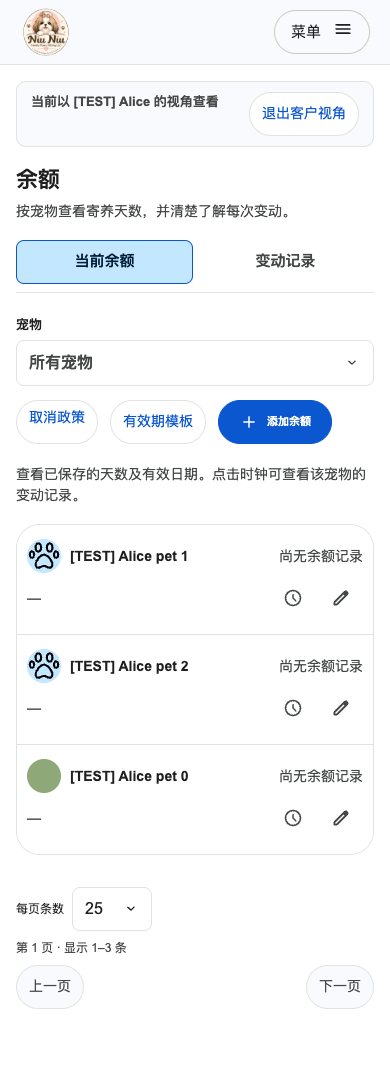 Niu Niu
菜单
当前以 [TEST] Alice 的视角查看
退出客户视角
余额
按宠物查看寄养天数，并清楚了解每次变动。
当前余额
变动记录
宠物
所有宠物
取消政策
有效期模板
添加余额
查看已保存的天数及有效日期。点击时钟可查看该宠物的
变动记录。
[TEST] Alice pet 1
尚无余额记录
—
[TEST] Alice pet 2
尚无余额记录
—
[TEST] Alice pet 0
尚无余额记录
—
每页条数
25
第 1 页 · 显示 1–3 条
上一页
下一页